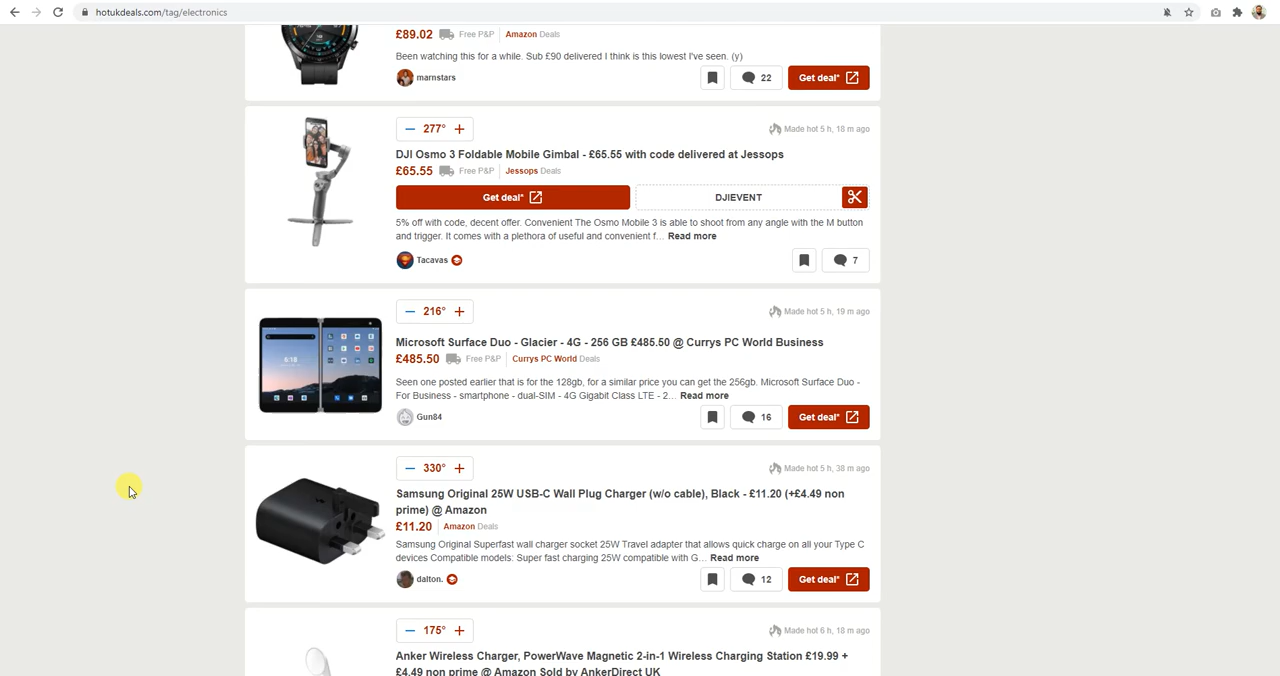 hotukdeals.com/tag/electronics
£89.02 Free P&P Amazon Deals
Been watching this for a while. Sub £90 delivered I think is this lowest I've seen. (y)
marnstars 22 Get deal*
277° Made hot 5 h, 18 m ago
DJI Osmo 3 Foldable Mobile Gimbal - £65.55 with code delivered at Jessops
£65.55 Free P&P Jessops Deals
Get deal* DJIEVENT
5% off with code, decent offer. Convenient The Osmo Mobile 3 is able to shoot from any angle with the M button
and trigger. It comes with a plethora of useful and convenient f... Read more
Tacavas 7
216° Made hot 5 h, 19 m ago
Microsoft Surface Duo - Glacier - 4G - 256 GB £485.50 @ Currys PC World Business
£485.50 Free P&P Currys PC World Deals
Seen one posted earlier that is for the 128gb, for a similar price you can get the 256gb. Microsoft Surface Duo -
For Business - smartphone - dual-SIM - 4G Gigabit Class LTE - 2... Read more
Gun84 16 Get deal*
6:18
330° Made hot 5 h, 38 m ago
Samsung Original 25W USB-C Wall Plug Charger (w/o cable), Black - £11.20 (+£4.49 non
prime) @ Amazon
£11.20 Amazon Deals
Samsung Original Superfast wall charger socket 25W Travel adapter that allows quick charge on all your Type C
devices Compatible models: Super fast charging 25W compatible with G... Read more
dalton. 12 Get deal*
175° Made hot 6 h, 18 m ago
Anker Wireless Charger, PowerWave Magnetic 2-in-1 Wireless Charging Station £19.99 +
£4.49 non prime @ Amazon Sold by AnkerDirect UK